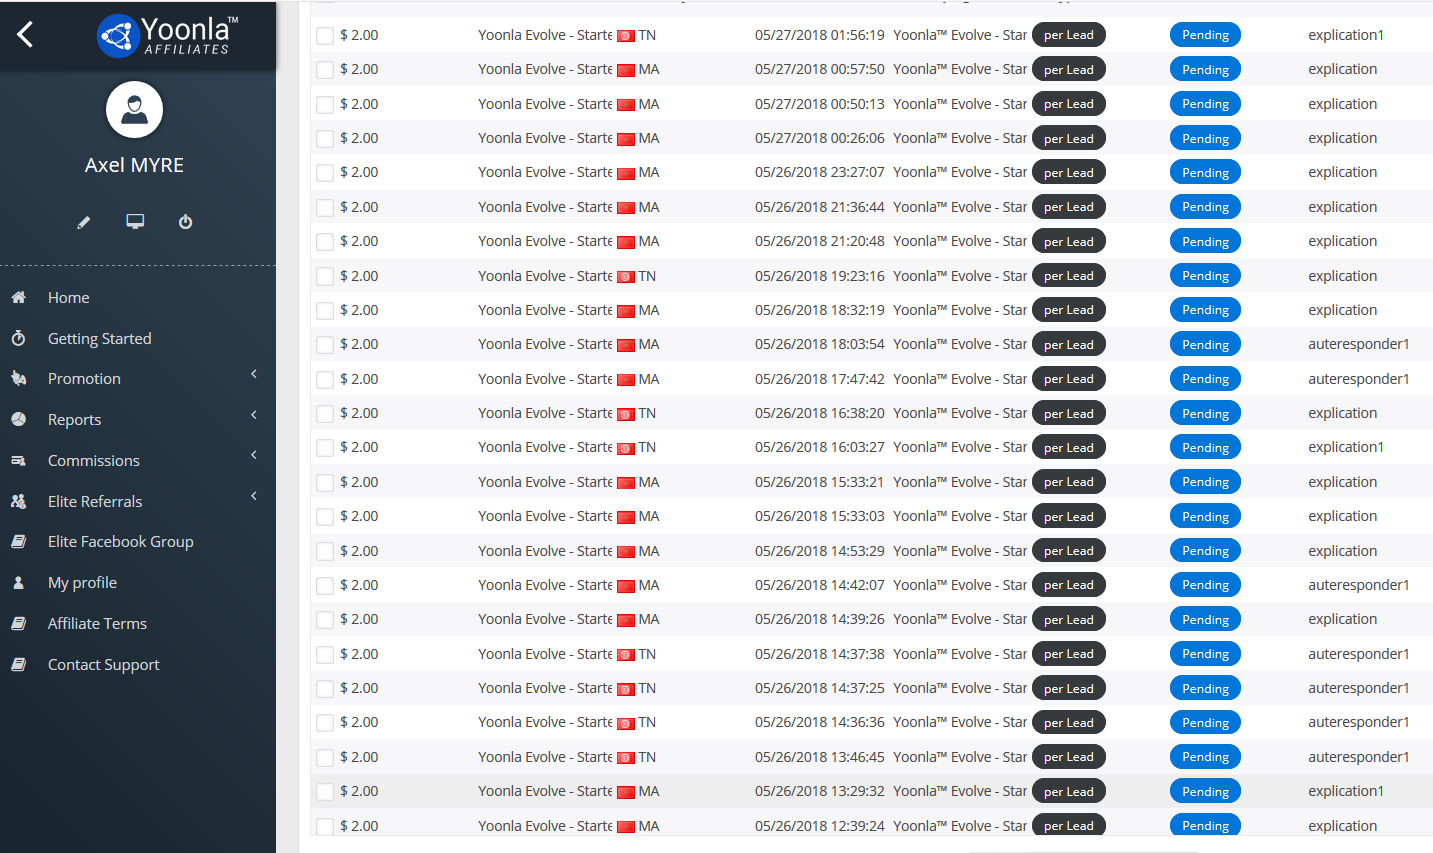 Yoonla™
AFFILIATES
Axel MYRE
Home
Getting Started
Promotion
Reports
Commissions
Elite Referrals
Elite Facebook Group
My profile
Affiliate Terms
Contact Support
$ 2.00 Yoonla Evolve - Starte TN 05/27/2018 01:56:19 Yoonla™ Evolve - Star per Lead Pending explication1
$ 2.00 Yoonla Evolve - Starte MA 05/27/2018 00:57:50 Yoonla™ Evolve - Star per Lead Pending explication
$ 2.00 Yoonla Evolve - Starte MA 05/27/2018 00:50:13 Yoonla™ Evolve - Star per Lead Pending explication
$ 2.00 Yoonla Evolve - Starte MA 05/27/2018 00:26:06 Yoonla™ Evolve - Star per Lead Pending explication
$ 2.00 Yoonla Evolve - Starte MA 05/26/2018 23:27:07 Yoonla™ Evolve - Star per Lead Pending explication
$ 2.00 Yoonla Evolve - Starte MA 05/26/2018 21:36:44 Yoonla™ Evolve - Star per Lead Pending explication
$ 2.00 Yoonla Evolve - Starte MA 05/26/2018 21:20:48 Yoonla™ Evolve - Star per Lead Pending explication
$ 2.00 Yoonla Evolve - Starte TN 05/26/2018 19:23:16 Yoonla™ Evolve - Star per Lead Pending explication
$ 2.00 Yoonla Evolve - Starte MA 05/26/2018 18:32:19 Yoonla™ Evolve - Star per Lead Pending explication
$ 2.00 Yoonla Evolve - Starte MA 05/26/2018 18:03:54 Yoonla™ Evolve - Star per Lead Pending auteresponder1
$ 2.00 Yoonla Evolve - Starte MA 05/26/2018 17:47:42 Yoonla™ Evolve - Star per Lead Pending auteresponder1
$ 2.00 Yoonla Evolve - Starte TN 05/26/2018 16:38:20 Yoonla™ Evolve - Star per Lead Pending explication
$ 2.00 Yoonla Evolve - Starte TN 05/26/2018 16:03:27 Yoonla™ Evolve - Star per Lead Pending explication1
$ 2.00 Yoonla Evolve - Starte MA 05/26/2018 15:33:21 Yoonla™ Evolve - Star per Lead Pending explication
$ 2.00 Yoonla Evolve - Starte MA 05/26/2018 15:33:03 Yoonla™ Evolve - Star per Lead Pending explication
$ 2.00 Yoonla Evolve - Starte MA 05/26/2018 14:53:29 Yoonla™ Evolve - Star per Lead Pending explication
$ 2.00 Yoonla Evolve - Starte MA 05/26/2018 14:42:07 Yoonla™ Evolve - Star per Lead Pending auteresponder1
$ 2.00 Yoonla Evolve - Starte MA 05/26/2018 14:39:26 Yoonla™ Evolve - Star per Lead Pending explication
$ 2.00 Yoonla Evolve - Starte TN 05/26/2018 14:37:38 Yoonla™ Evolve - Star per Lead Pending auteresponder1
$ 2.00 Yoonla Evolve - Starte TN 05/26/2018 14:37:25 Yoonla™ Evolve - Star per Lead Pending auteresponder1
$ 2.00 Yoonla Evolve - Starte TN 05/26/2018 14:36:36 Yoonla™ Evolve - Star per Lead Pending auteresponder1
$ 2.00 Yoonla Evolve - Starte TN 05/26/2018 13:46:45 Yoonla™ Evolve - Star per Lead Pending auteresponder1
$ 2.00 Yoonla Evolve - Starte MA 05/26/2018 13:29:32 Yoonla™ Evolve - Star per Lead Pending explication1
$ 2.00 Yoonla Evolve - Starte MA 05/26/2018 12:39:24 Yoonla™ Evolve - Star per Lead Pending explication